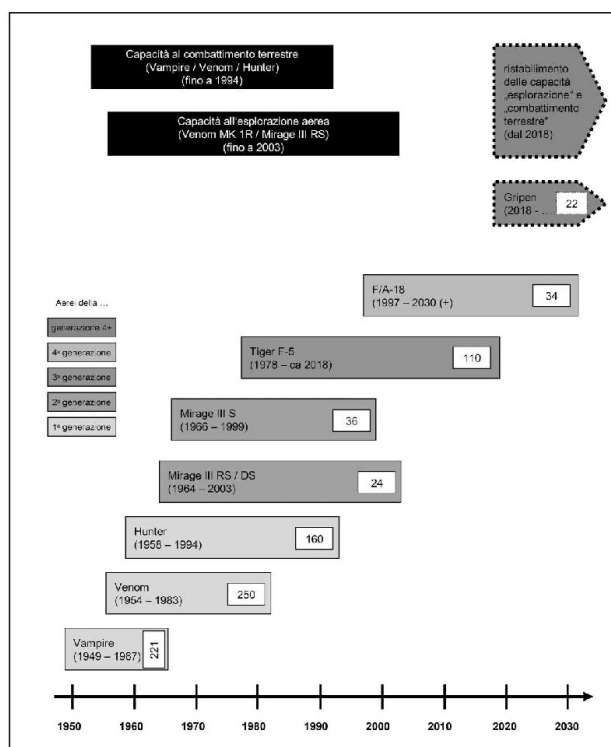 Capacità al combattimento terrestre
(Vampire / Venom / Hunter)
(fino a 1994)
Capacità all'esplorazione aerea
(Venom MK 1R / Mirage III RS)
(fino a 2003)
ristabilimento
delle capacità
„esplorazione" e
„combattimento
terrestre"
(dal 2018)
Gripen
(2018 - ...
22
F/A-18
(1997 – 2030 (+)
34
Aerei della ...
generazione 4+
4ª generazione
3ª generazione
2ª generazione
1ª generazione
Tiger F-5
(1978 – ca 2018)
110
Mirage III S
(1966 – 1999)
36
Mirage III RS / DS
(1964 – 2003)
24
Hunter
(1958 – 1994)
160
Venom
(1954 – 1983)
250
Vampire
(1949 – 1967)
221
1950 1960 1970 1980 1990 2000 2010 2020 2030